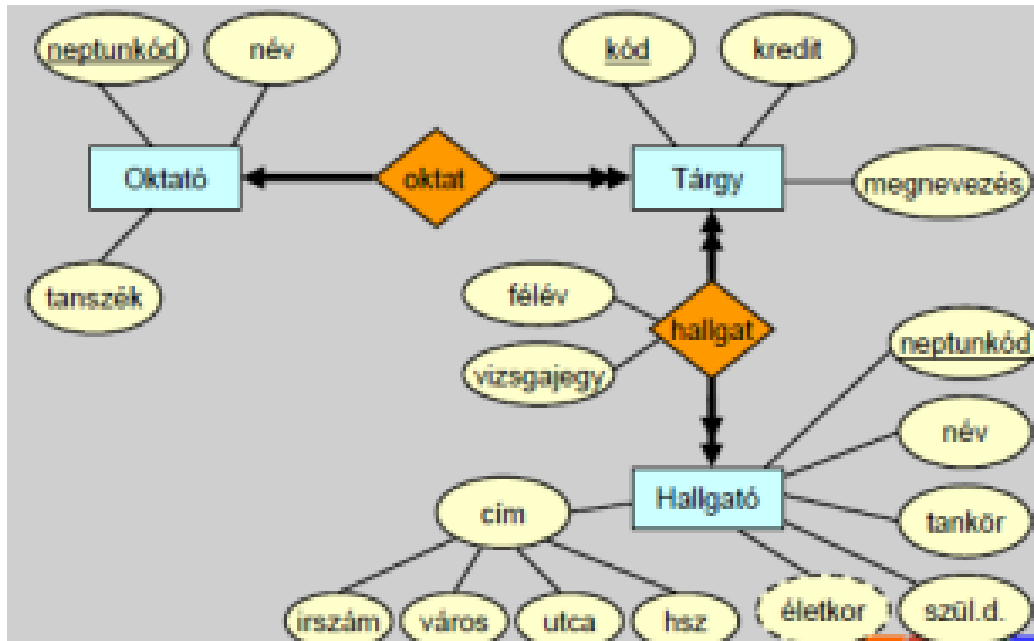 neptunkód
név
kód
kredit
Oktató
oktat
Tárgy
megnevezés
tanszék
félév
hallgat
vizsgajegy
neptunkód
név
Hallgató
cím
tankör
irszám
város
utca
hsz
életkor
szül.d.